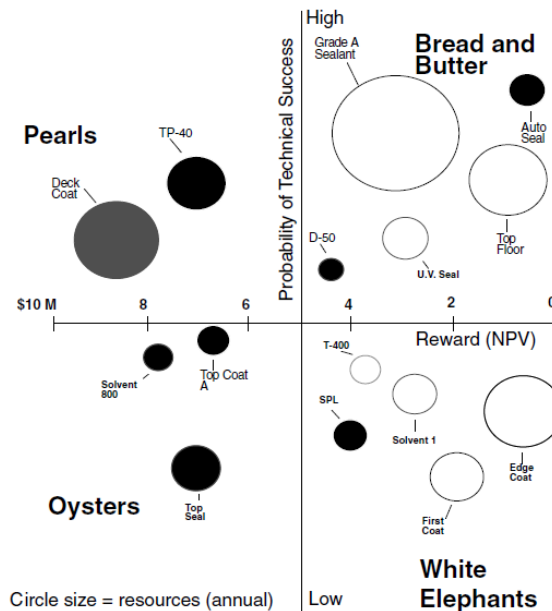 High
Grade A
Sealant
Bread and
Butter
Probability of Technical Success
Pearls
TP-40
Auto
Seal
Deck
Coat
D-50
Top
Floor
U.V. Seal
$10 M
8
6
4
2
0
Reward (NPV)
T-400
Solvent
800
Top Coat
A
SPL
Solvent 1
Edge
Coat
Oysters
Top
Seal
First
Coat
White
Elephants
Circle size = resources (annual)
Low